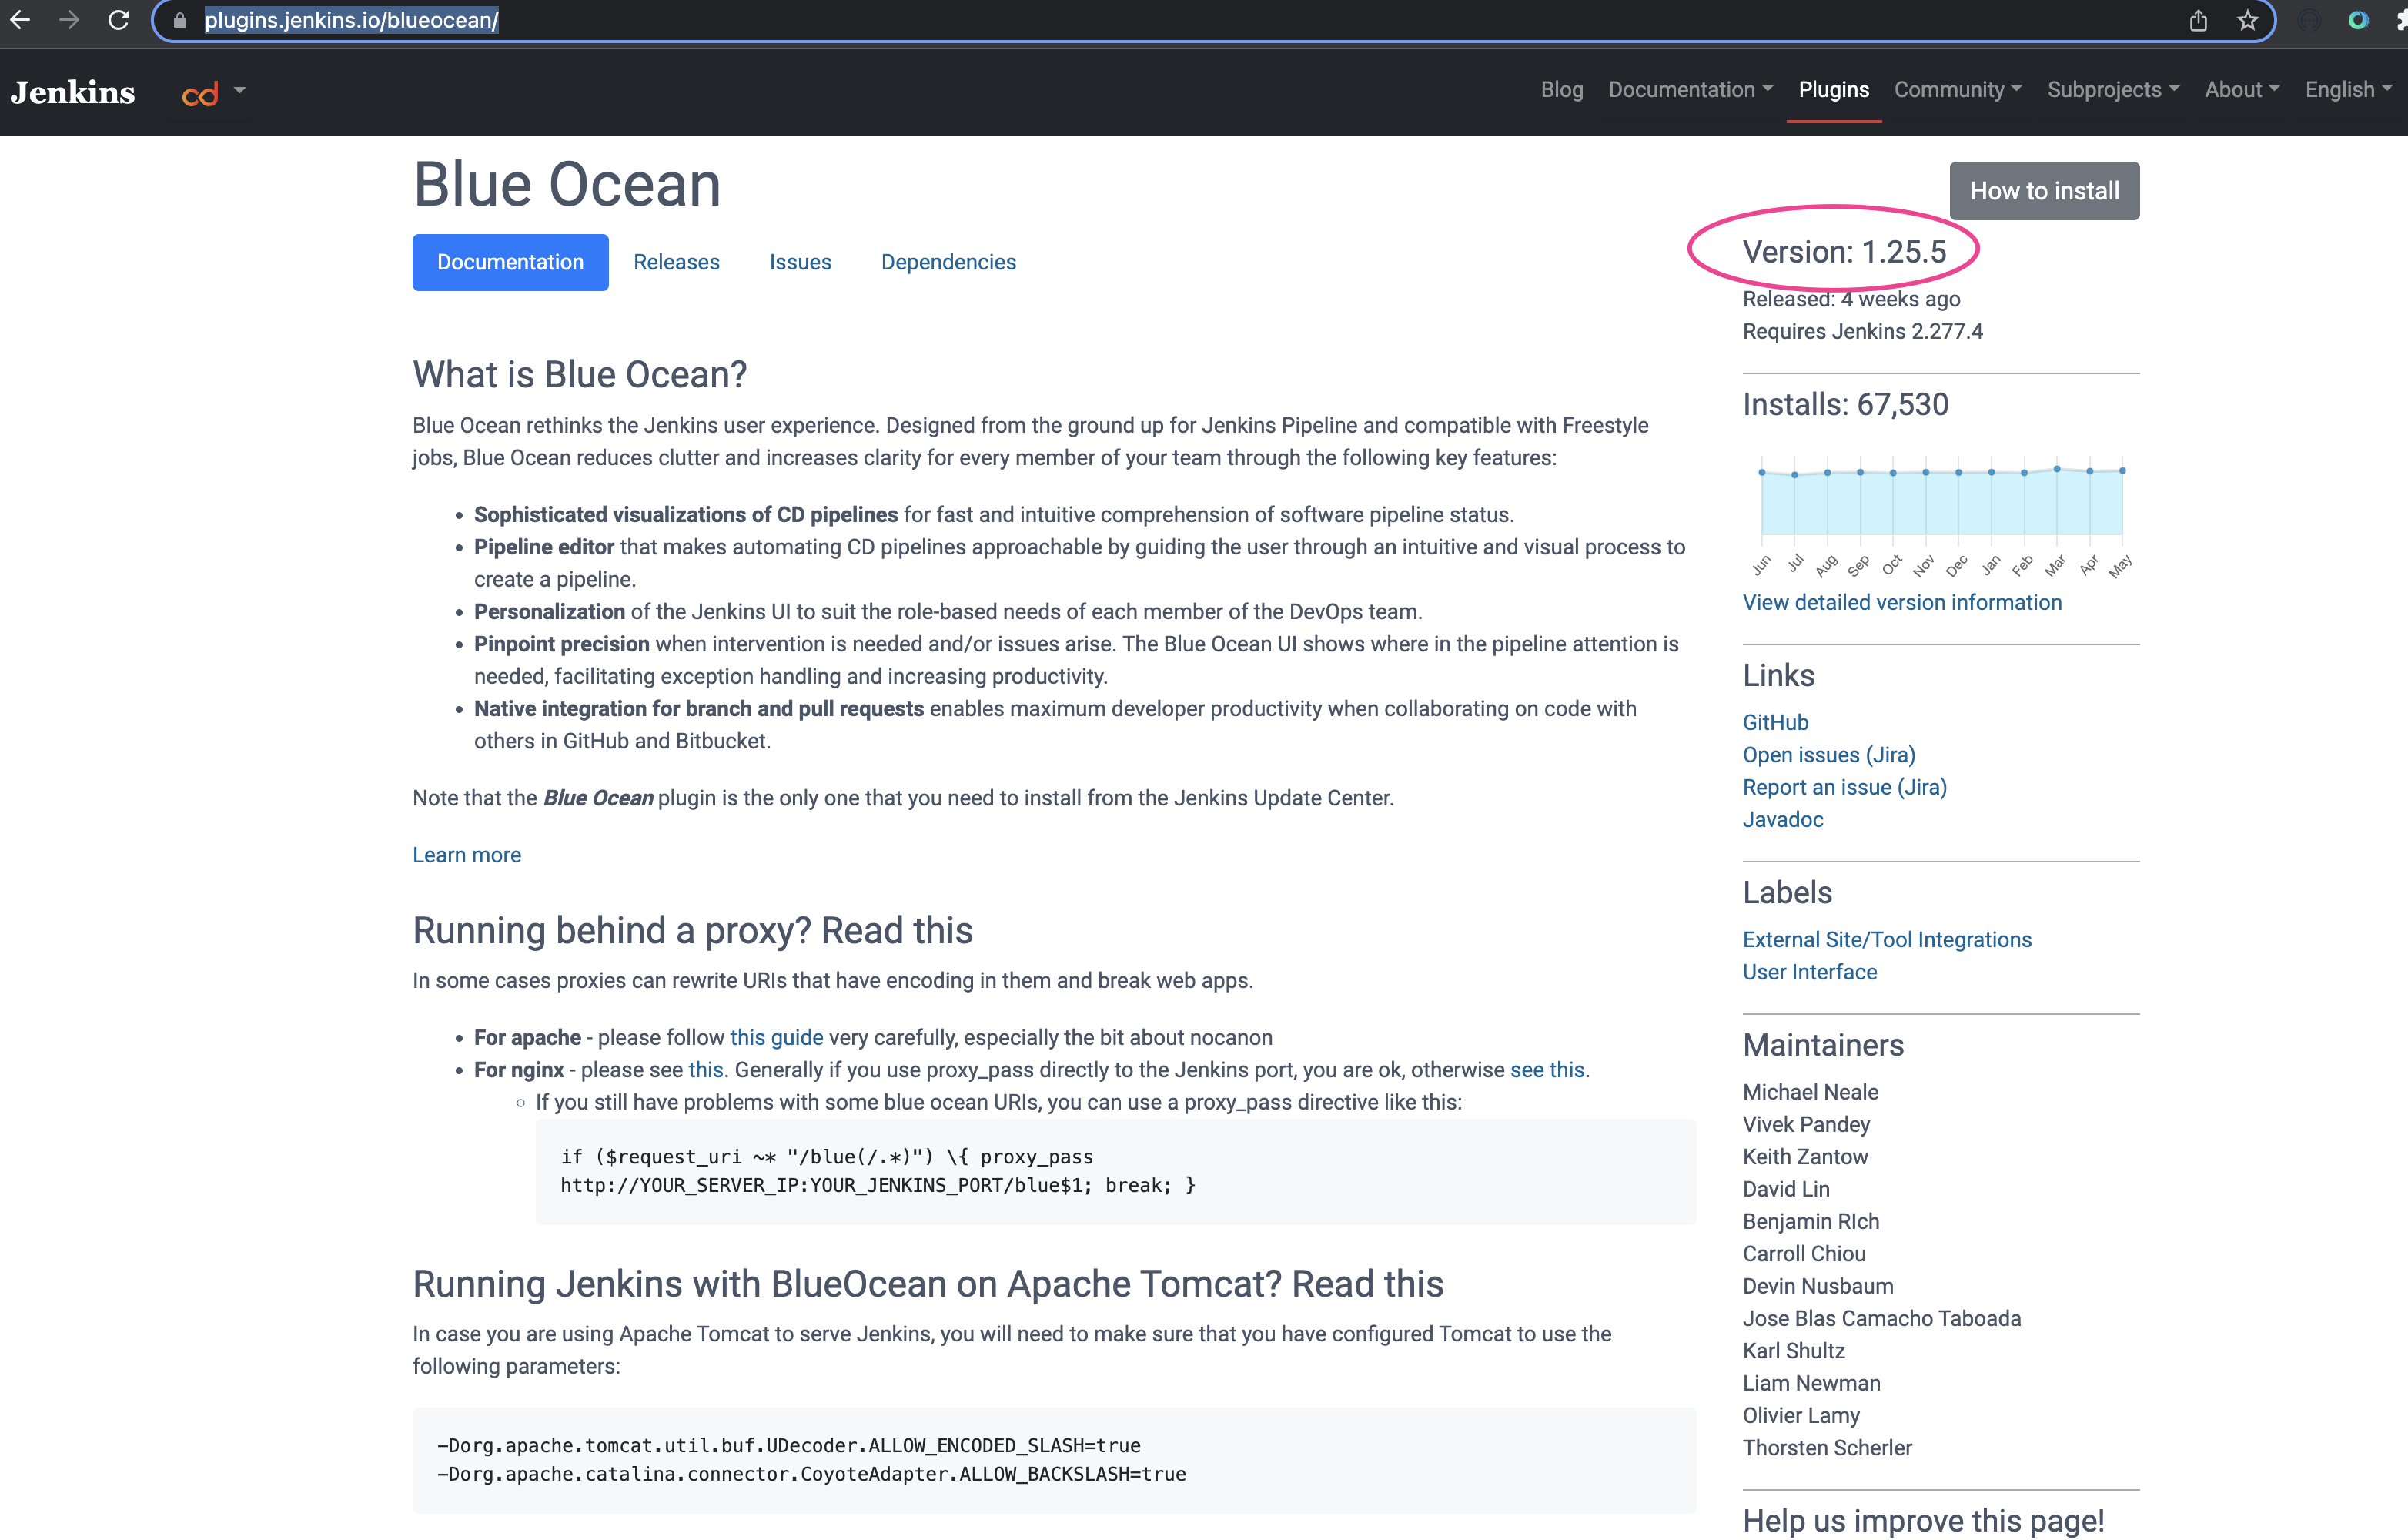 plugins.jenkins.io/blueocean/
Jenkins
cd
Blog Documentation Plugins Community Subprojects About English
Blue Ocean
Documentation Releases Issues Dependencies
What is Blue Ocean?
Blue Ocean rethinks the Jenkins user experience. Designed from the ground up for Jenkins Pipeline and compatible with Freestyle
jobs, Blue Ocean reduces clutter and increases clarity for every member of your team through the following key features:
• Sophisticated visualizations of CD pipelines for fast and intuitive comprehension of software pipeline status.
• Pipeline editor that makes automating CD pipelines approachable by guiding the user through an intuitive and visual process to
create a pipeline.
• Personalization of the Jenkins UI to suit the role-based needs of each member of the DevOps team.
• Pinpoint precision when intervention is needed and/or issues arise. The Blue Ocean UI shows where in the pipeline attention is
needed, facilitating exception handling and increasing productivity.
• Native integration for branch and pull requests enables maximum developer productivity when collaborating on code with
others in GitHub and Bitbucket.
Note that the Blue Ocean plugin is the only one that you need to install from the Jenkins Update Center.
Learn more
Running behind a proxy? Read this
In some cases proxies can rewrite URIs that have encoding in them and break web apps.
• For apache - please follow this guide very carefully, especially the bit about nocanon
• For nginx - please see this. Generally if you use proxy_pass directly to the Jenkins port, you are ok, otherwise see this.
◦ If you still have problems with some blue ocean URIs, you can use a proxy_pass directive like this:
if ($request_uri ~* "/blue(/.*)") \{ proxy_pass
http://YOUR_SERVER_IP:YOUR_JENKINS_PORT/blue$1; break; }
Running Jenkins with BlueOcean on Apache Tomcat? Read this
In case you are using Apache Tomcat to serve Jenkins, you will need to make sure that you have configured Tomcat to use the
following parameters:
-Dorg.apache.tomcat.util.buf.UDecoder.ALLOW_ENCODED_SLASH=true
-Dorg.apache.catalina.connector.CoyoteAdapter.ALLOW_BACKSLASH=true
How to install
Version: 1.25.5
Released: 4 weeks ago
Requires Jenkins 2.277.4
Installs: 67,530
Jun Jul Aug Sep Oct Nov Dec Jan Feb Mar Apr May
View detailed version information
Links
GitHub
Open issues (Jira)
Report an issue (Jira)
Javadoc
Labels
External Site/Tool Integrations
User Interface
Maintainers
Michael Neale
Vivek Pandey
Keith Zantow
David Lin
Benjamin RIch
Carroll Chiou
Devin Nusbaum
Jose Blas Camacho Taboada
Karl Shultz
Liam Newman
Olivier Lamy
Thorsten Scherler
Help us improve this page!